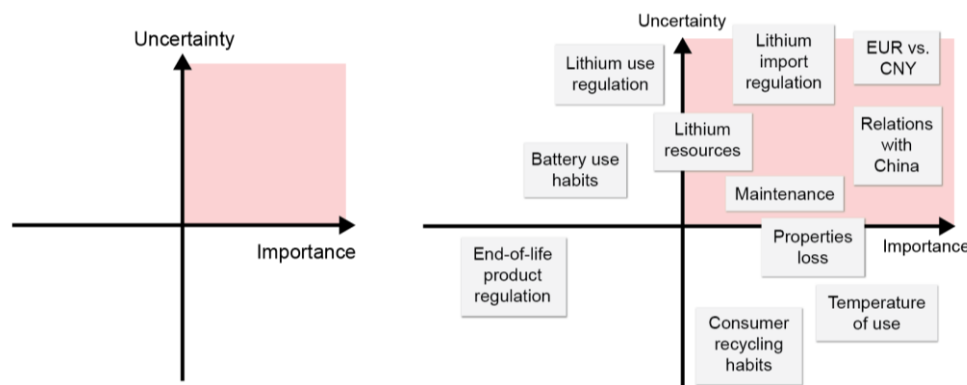 Uncertainty
Importance
Uncertainty
Lithium use
regulation
Lithium
import
regulation
EUR vs.
CNY
Lithium
resources
Relations
with
China
Battery use
habits
Maintenance
Importance
Properties
loss
End-of-life
product
regulation
Temperature
of use
Consumer
recycling
habits